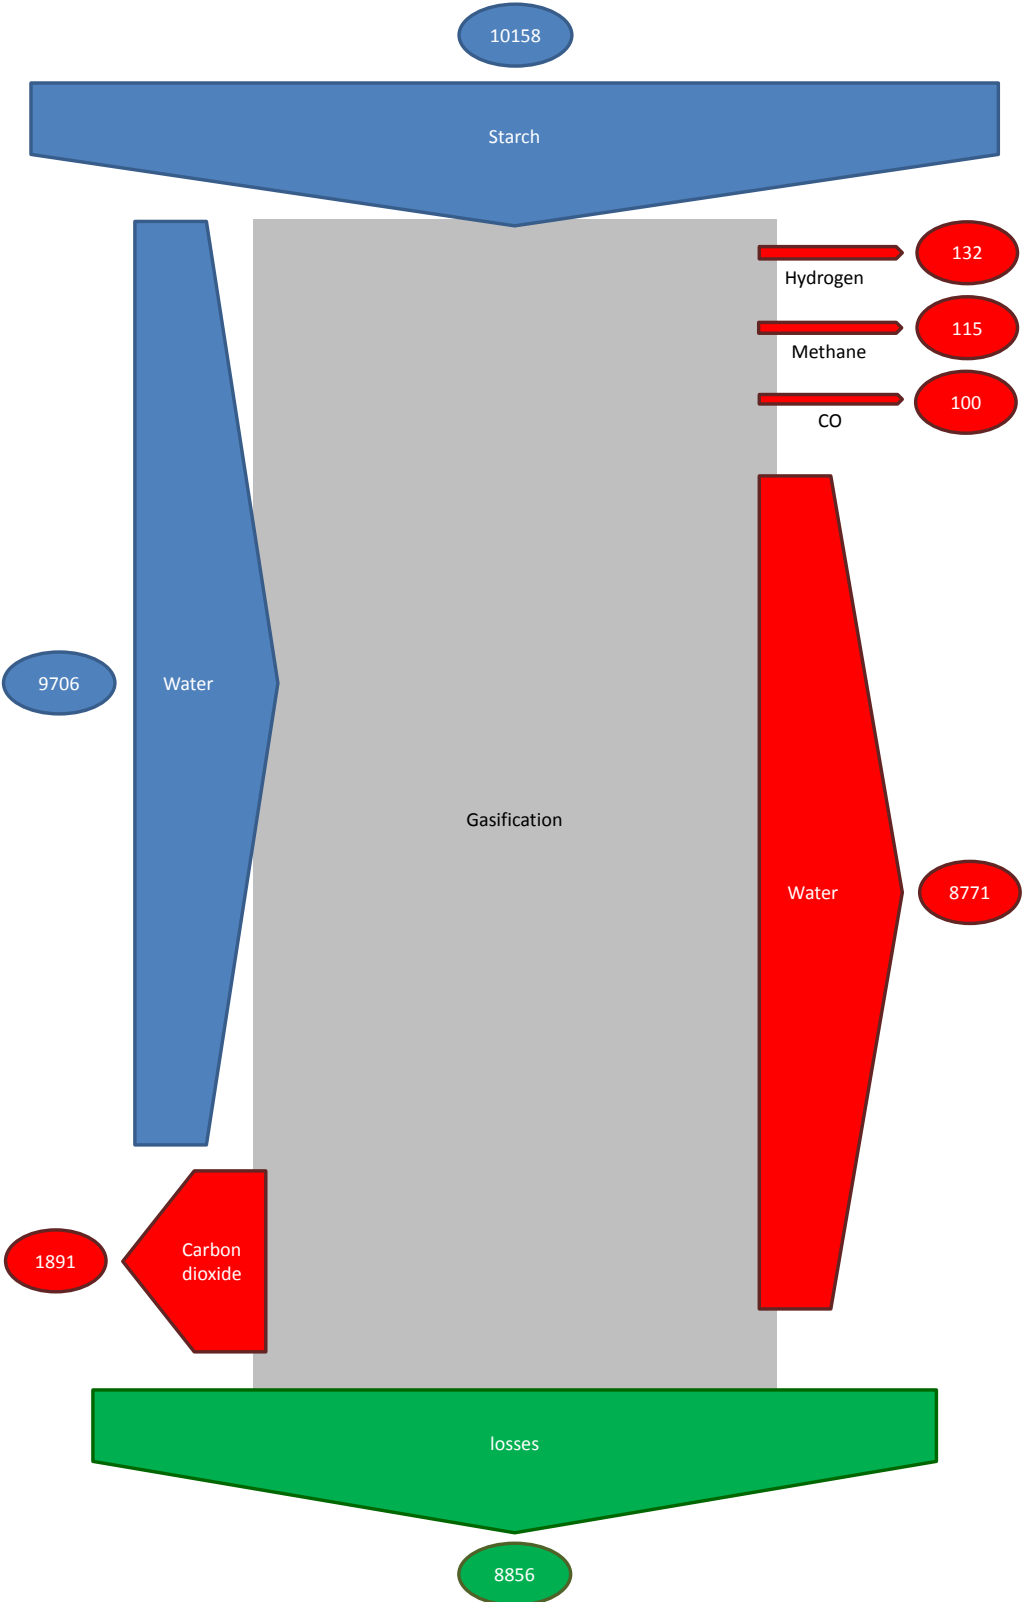 10158
Starch
132
Hydrogen
115
Methane
100
CO
9706
Water
Gasification
Water
8771
1891
Carbon
dioxide
losses
8856